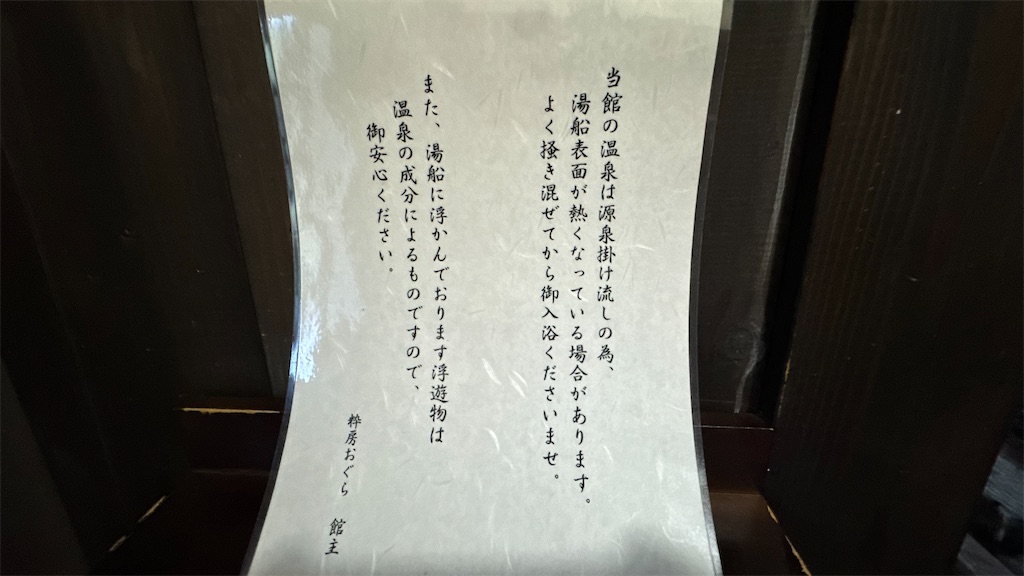 当館の温泉は源泉掛け流しの為、
湯船表面が熱くなっている場合があります。
よく掻き混ぜてから御入浴くださいませ。
また、湯船に浮かんでおります浮遊物は
温泉の成分によるものですので、
御安心ください。
粋房おぐら 館主